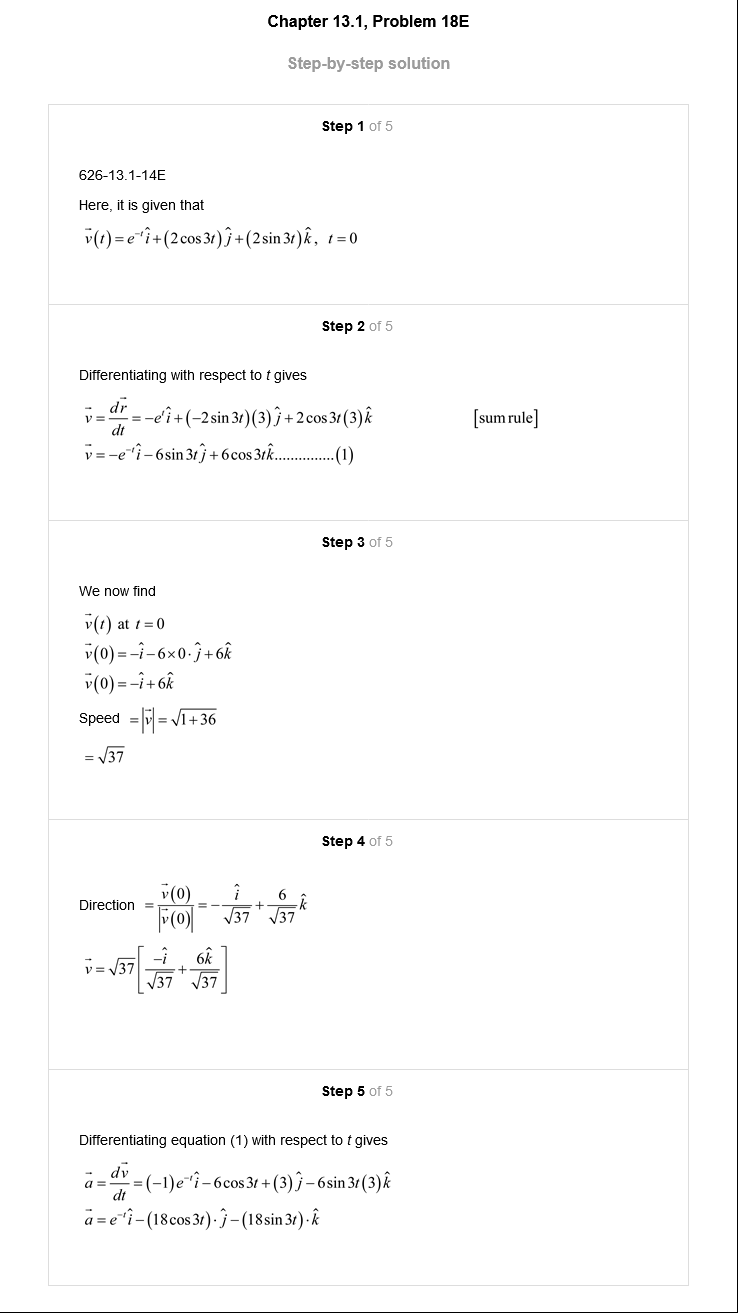 Chapter 13.1, Problem 18E
Step-by-step solution
Step 1 of 5
626-13.1-14E
Here, it is given that
$\vec{v}(t)=e^{-t}\hat{i}+(2\cos 3t)\hat{j}+(2\sin 3t)\hat{k},\ t=0$
Step 2 of 5
Differentiating with respect to t gives
$\vec{v}=\frac{d\vec{r}}{dt}=-e^{t}\hat{i}+(-2\sin 3t)(3)\hat{j}+2\cos 3t(3)\hat{k}$ [sum rule]
$\vec{v}=-e^{-t}\hat{i}-6\sin 3t\hat{j}+6\cos 3t\hat{k}$...............(1)
Step 3 of 5
We now find
$\vec{v}(t)$ at $t=0$
$\vec{v}(0)=-\hat{i}-6\times 0\cdot\hat{j}+6\hat{k}$
$\vec{v}(0)=-\hat{i}+6\hat{k}$
Speed $=|\vec{v}|=\sqrt{1+36}$
$=\sqrt{37}$
Step 4 of 5
Direction $=\frac{\vec{v}(0)}{|\vec{v}(0)|}=-\frac{\hat{i}}{\sqrt{37}}+\frac{6}{\sqrt{37}}\hat{k}$
$\vec{v}=\sqrt{37}\left[\frac{-\hat{i}}{\sqrt{37}}+\frac{6\hat{k}}{\sqrt{37}}\right]$
Step 5 of 5
Differentiating equation (1) with respect to t gives
$\vec{a}=\frac{d\vec{v}}{dt}=(-1)e^{-t}\hat{i}-6\cos 3t+(3)\hat{j}-6\sin 3t(3)\hat{k}$
$\vec{a}=e^{-t}\hat{i}-(18\cos 3t)\cdot\hat{j}-(18\sin 3t)\cdot\hat{k}$